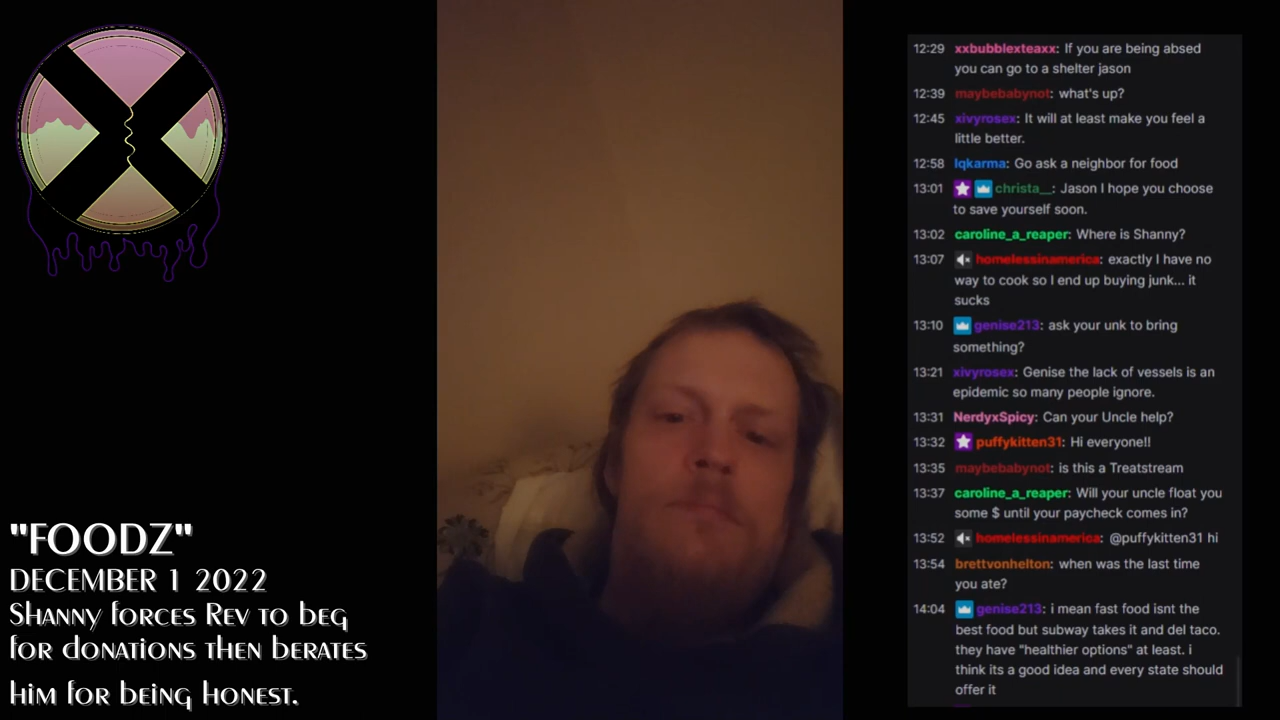 "FOODZ"
DECEMBER 1 2022
Shanny forces Rev to beg
for donations then berates
him for being honest.
12:29 xxbubblexteaxx: If you are being absed
you can go to a shelter jason
12:39 maybebabynot: what's up?
12:45 xivyrosex: It will at least make you feel a
little better.
12:58 lqkarma: Go ask a neighbor for food
13:01 christa__: Jason I hope you choose
to save yourself soon.
13:02 caroline_a_reaper: Where is Shanny?
13:07 homelessinamerica: exactly I have no
way to cook so I end up buying junk... it
sucks
13:10 genise213: ask your unk to bring
something?
13:21 xivyrosex: Genise the lack of vessels is an
epidemic so many people ignore.
13:31 NerdyxSpicy: Can your Uncle help?
13:32 puffykitten31: Hi everyone!!
13:35 maybebabynot: is this a Treatstream
13:37 caroline_a_reaper: Will your uncle float you
some $ until your paycheck comes in?
13:52 homelessinamerica: @puffykitten31 hi
13:54 brettvonhelton: when was the last time
you ate?
14:04 genise213: i mean fast food isnt the
best food but subway takes it and del taco.
they have "healthier options" at least. i
think its a good idea and every state should
offer it